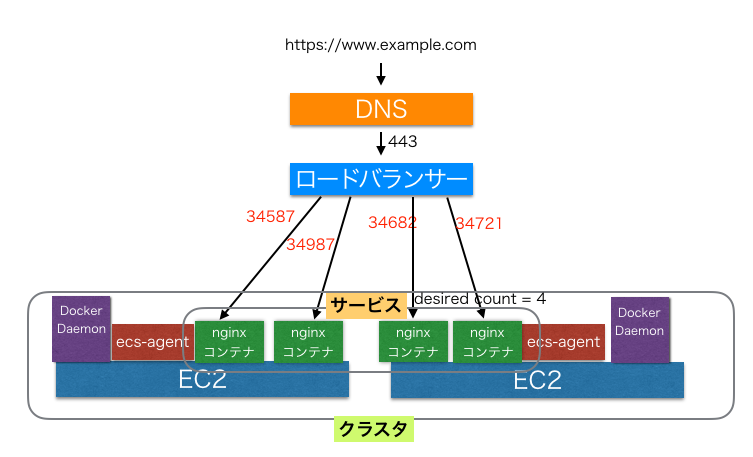 https://www.example.com
DNS
443
ロードバランサー
34587
34987
34682
34721
サービス
desired count = 4
Docker
Daemon
ecs-agent
nginx
コンテナ
nginx
コンテナ
nginx
コンテナ
nginx
コンテナ
ecs-agent
Docker
Daemon
EC2
EC2
クラスタ